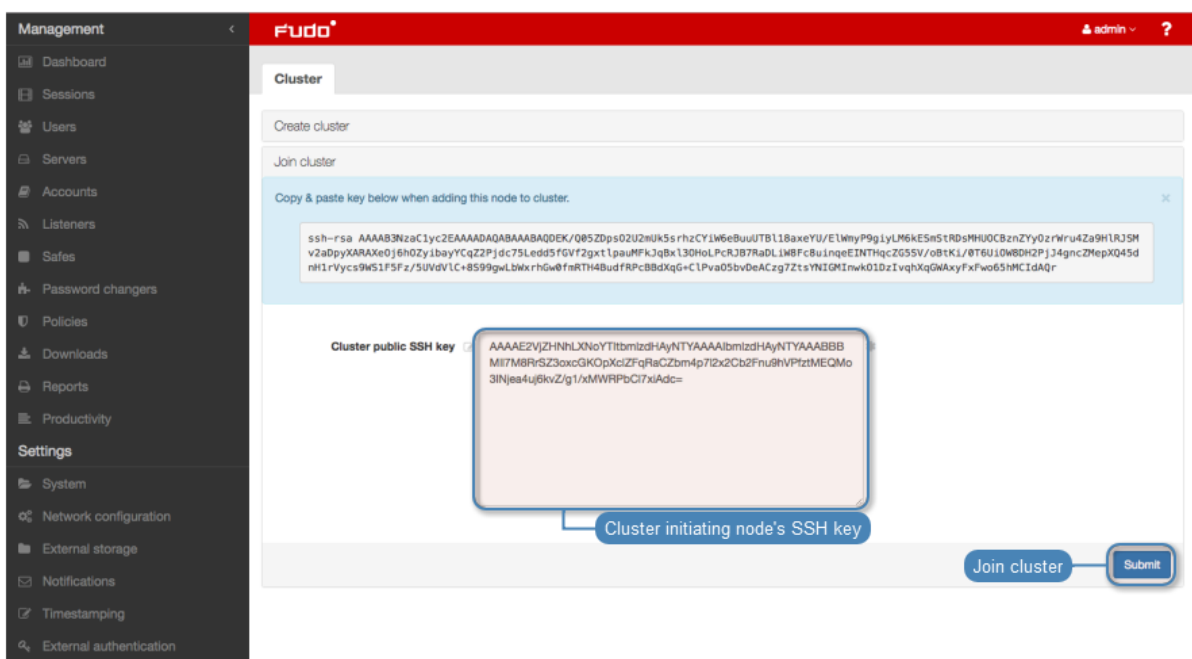 Management
FUDO
admin
?
Dashboard
Cluster
Sessions
Users
Create cluster
Servers
Join cluster
Accounts
Copy & paste key below when adding this node to cluster.
Listeners
ssh-rsa AAAAB3NzaC1yc2EAAAADAQABAAABAQDEK/Q05ZDpsO2U2mUk5srhzCYiW6eBuuUTBl18axeYU/ElWmyP9giyLM6kE5mStRDsMHUOCBznZYyOzrWru4Za9HlRJ5M
v2aDpyXARAXeOj6hOZyibayYCqZ2Pjdc75Ledd5fGVf2gxtlpauMFkJqBxl3OHoLPcRJB7RaDLiW8Fc8uinqeEINTHqcZG5SV/oBtKi/0T6UiOW8DH2PjJ4gncZMepXQ45d
nH1rVycs9WS1F5Fz/5UVdVlC+8S99gwLbWxrhGw0fmRTH4BudfRPcBBdXqG+ClPvaO5bvDeACzg7ZtsYNIGMInwkO1DzIvqhXqGWAxyFxFwo65hMCIdAQr
Safes
Password changers
Policies
Cluster public SSH key
AAAAE2VjZHNhLXNoYTItbmlzdHAyNTYAAAAIbmlzdHAyNTYAAABBB
MIl7M8RrSZ3oxcGKOpXclZFqRaCZbm4p7l2x2Cb2Fnu9hVPfztMEQMo
3INjea4uj6kvZ/g1/xMWRPbCl7xiAdc=
Downloads
Reports
Productivity
Settings
System
Network configuration
Cluster initiating node's SSH key
External storage
Join cluster
Submit
Notifications
Timestamping
External authentication